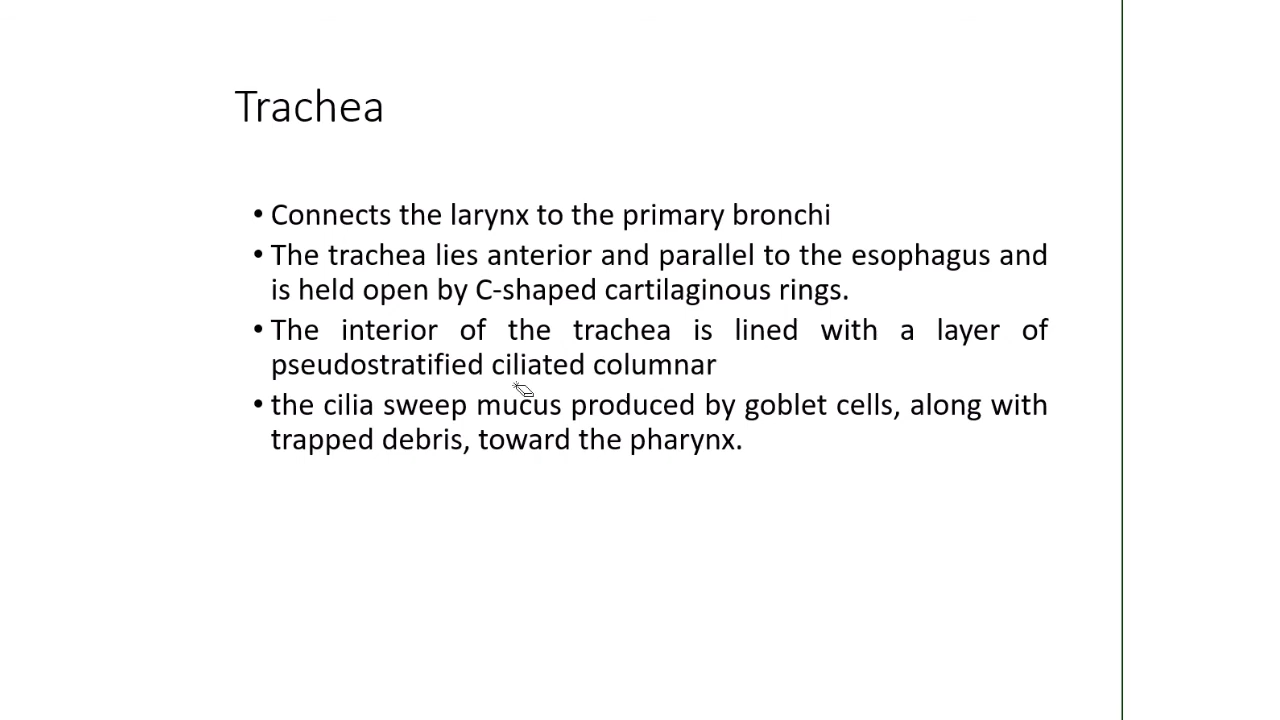 Trachea
• Connects the larynx to the primary bronchi
• The trachea lies anterior and parallel to the esophagus and
is held open by C-shaped cartilaginous rings.
• The interior of the trachea is lined with a layer of
pseudostratified ciliated columnar
• the cilia sweep mucus produced by goblet cells, along with
trapped debris, toward the pharynx.